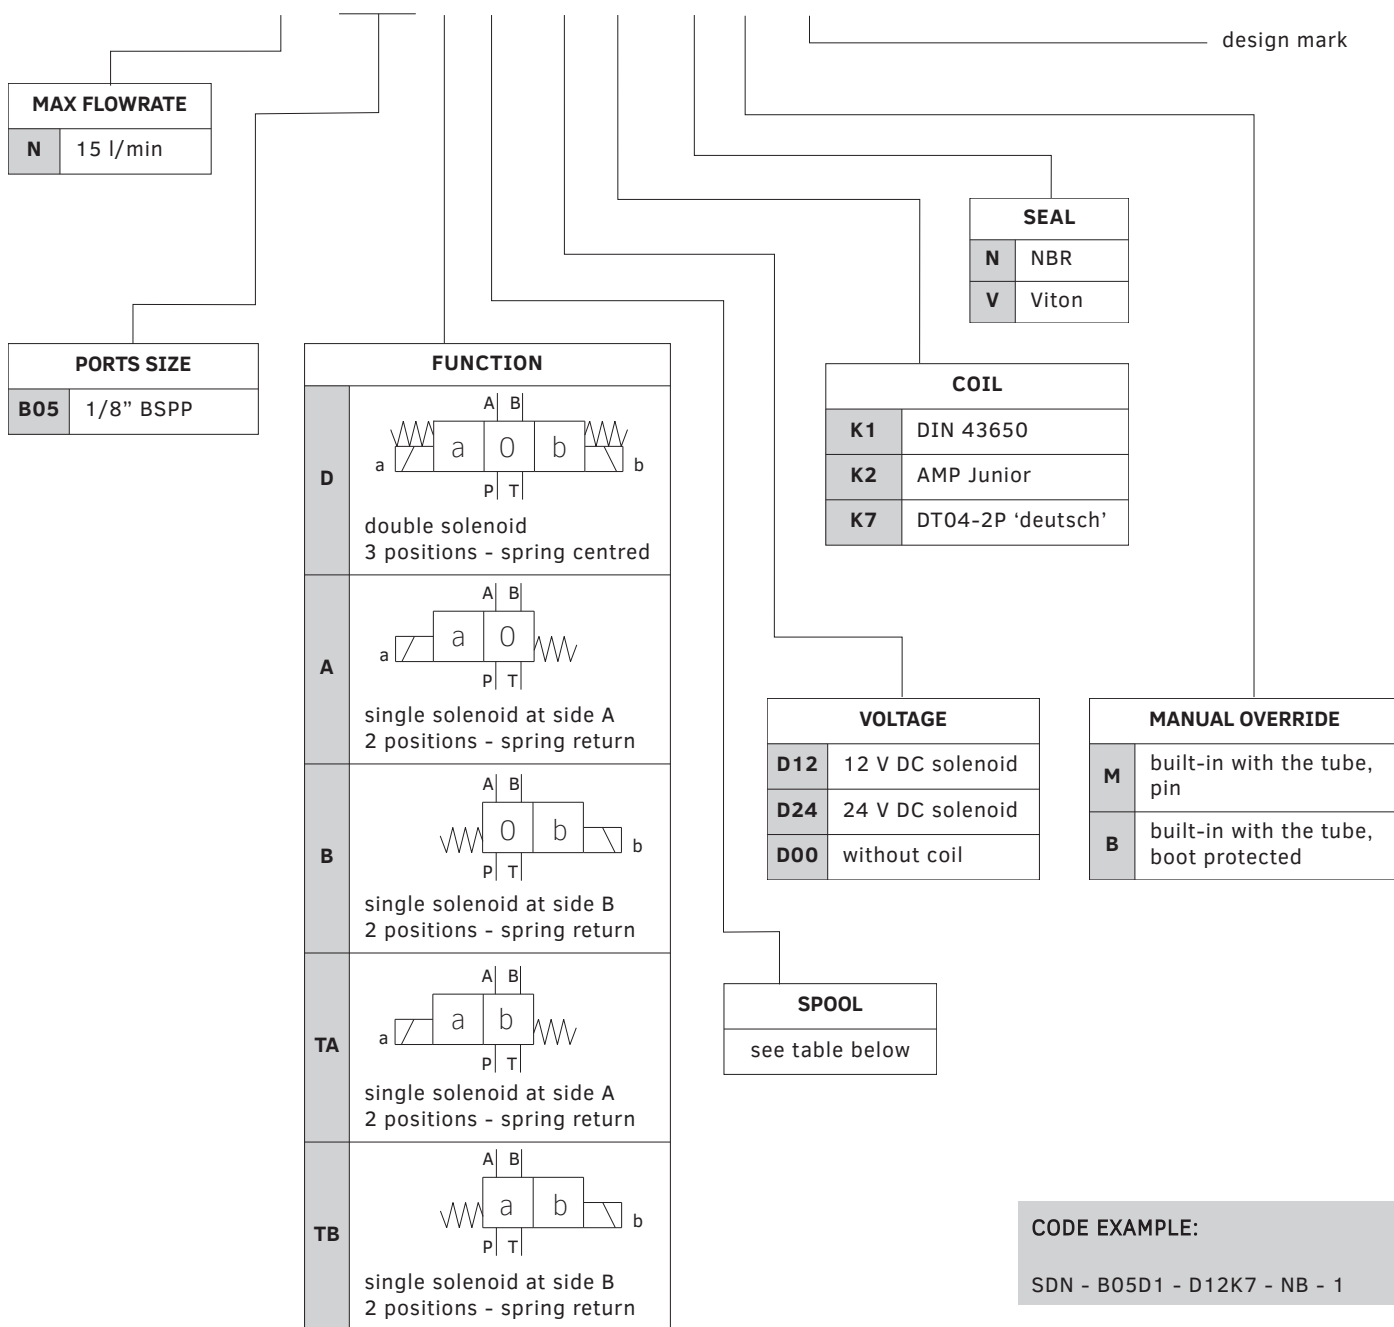 design mark
MAX FLOWRATE
N 15 l/min
SEAL
N NBR
V Viton
PORTS SIZE
B05 1/8” BSPP
FUNCTION
A B
a a 0 b b
P T
D
double solenoid
3 positions - spring centred
A B
a a 0
P T
A
single solenoid at side A
2 positions - spring return
A B
0 b b
P T
B
single solenoid at side B
2 positions - spring return
A B
a a b
P T
TA
single solenoid at side A
2 positions - spring return
A B
a b b
P T
TB
single solenoid at side B
2 positions - spring return
COIL
K1 DIN 43650
K2 AMP Junior
K7 DT04-2P ‘deutsch’
VOLTAGE
D12 12 V DC solenoid
D24 24 V DC solenoid
D00 without coil
MANUAL OVERRIDE
M built-in with the tube,
pin
B built-in with the tube,
boot protected
SPOOL
see table below
CODE EXAMPLE:
SDN - B05D1 - D12K7 - NB - 1